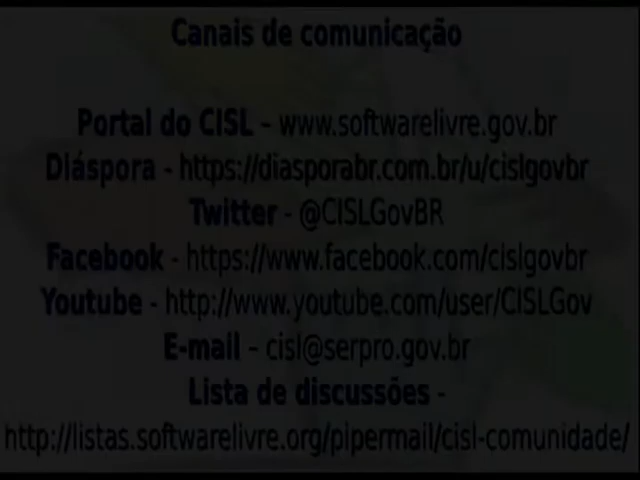 Canais de comunicação
Portal do CISL – www.softwarelivre.gov.br
Diáspora - https://diasporabr.com.br/u/cislgovbr
Twitter - @CISLGovBR
Facebook - https://www.facebook.com/cislgovbr
Youtube - http://www.youtube.com/user/CISLGov
E-mail – cisl@serpro.gov.br
Lista de discussões -
http://listas.softwarelivre.org/pipermail/cisl-comunidade/